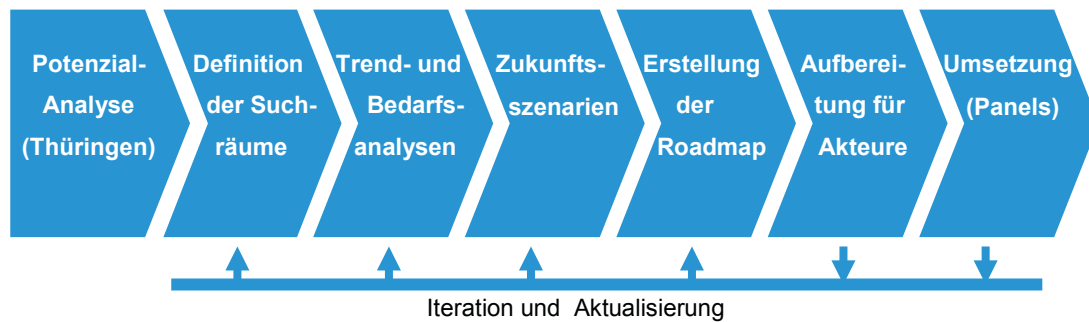 Potenzial-
Analyse
(Thüringen)
Definition
der Such-
räume
Trend- und
Bedarfs-
analysen
Zukunfts-
szenarien
Erstellung
der
Roadmap
Aufberei-
tung für
Akteure
Umsetzung
(Panels)
Iteration und Aktualisierung